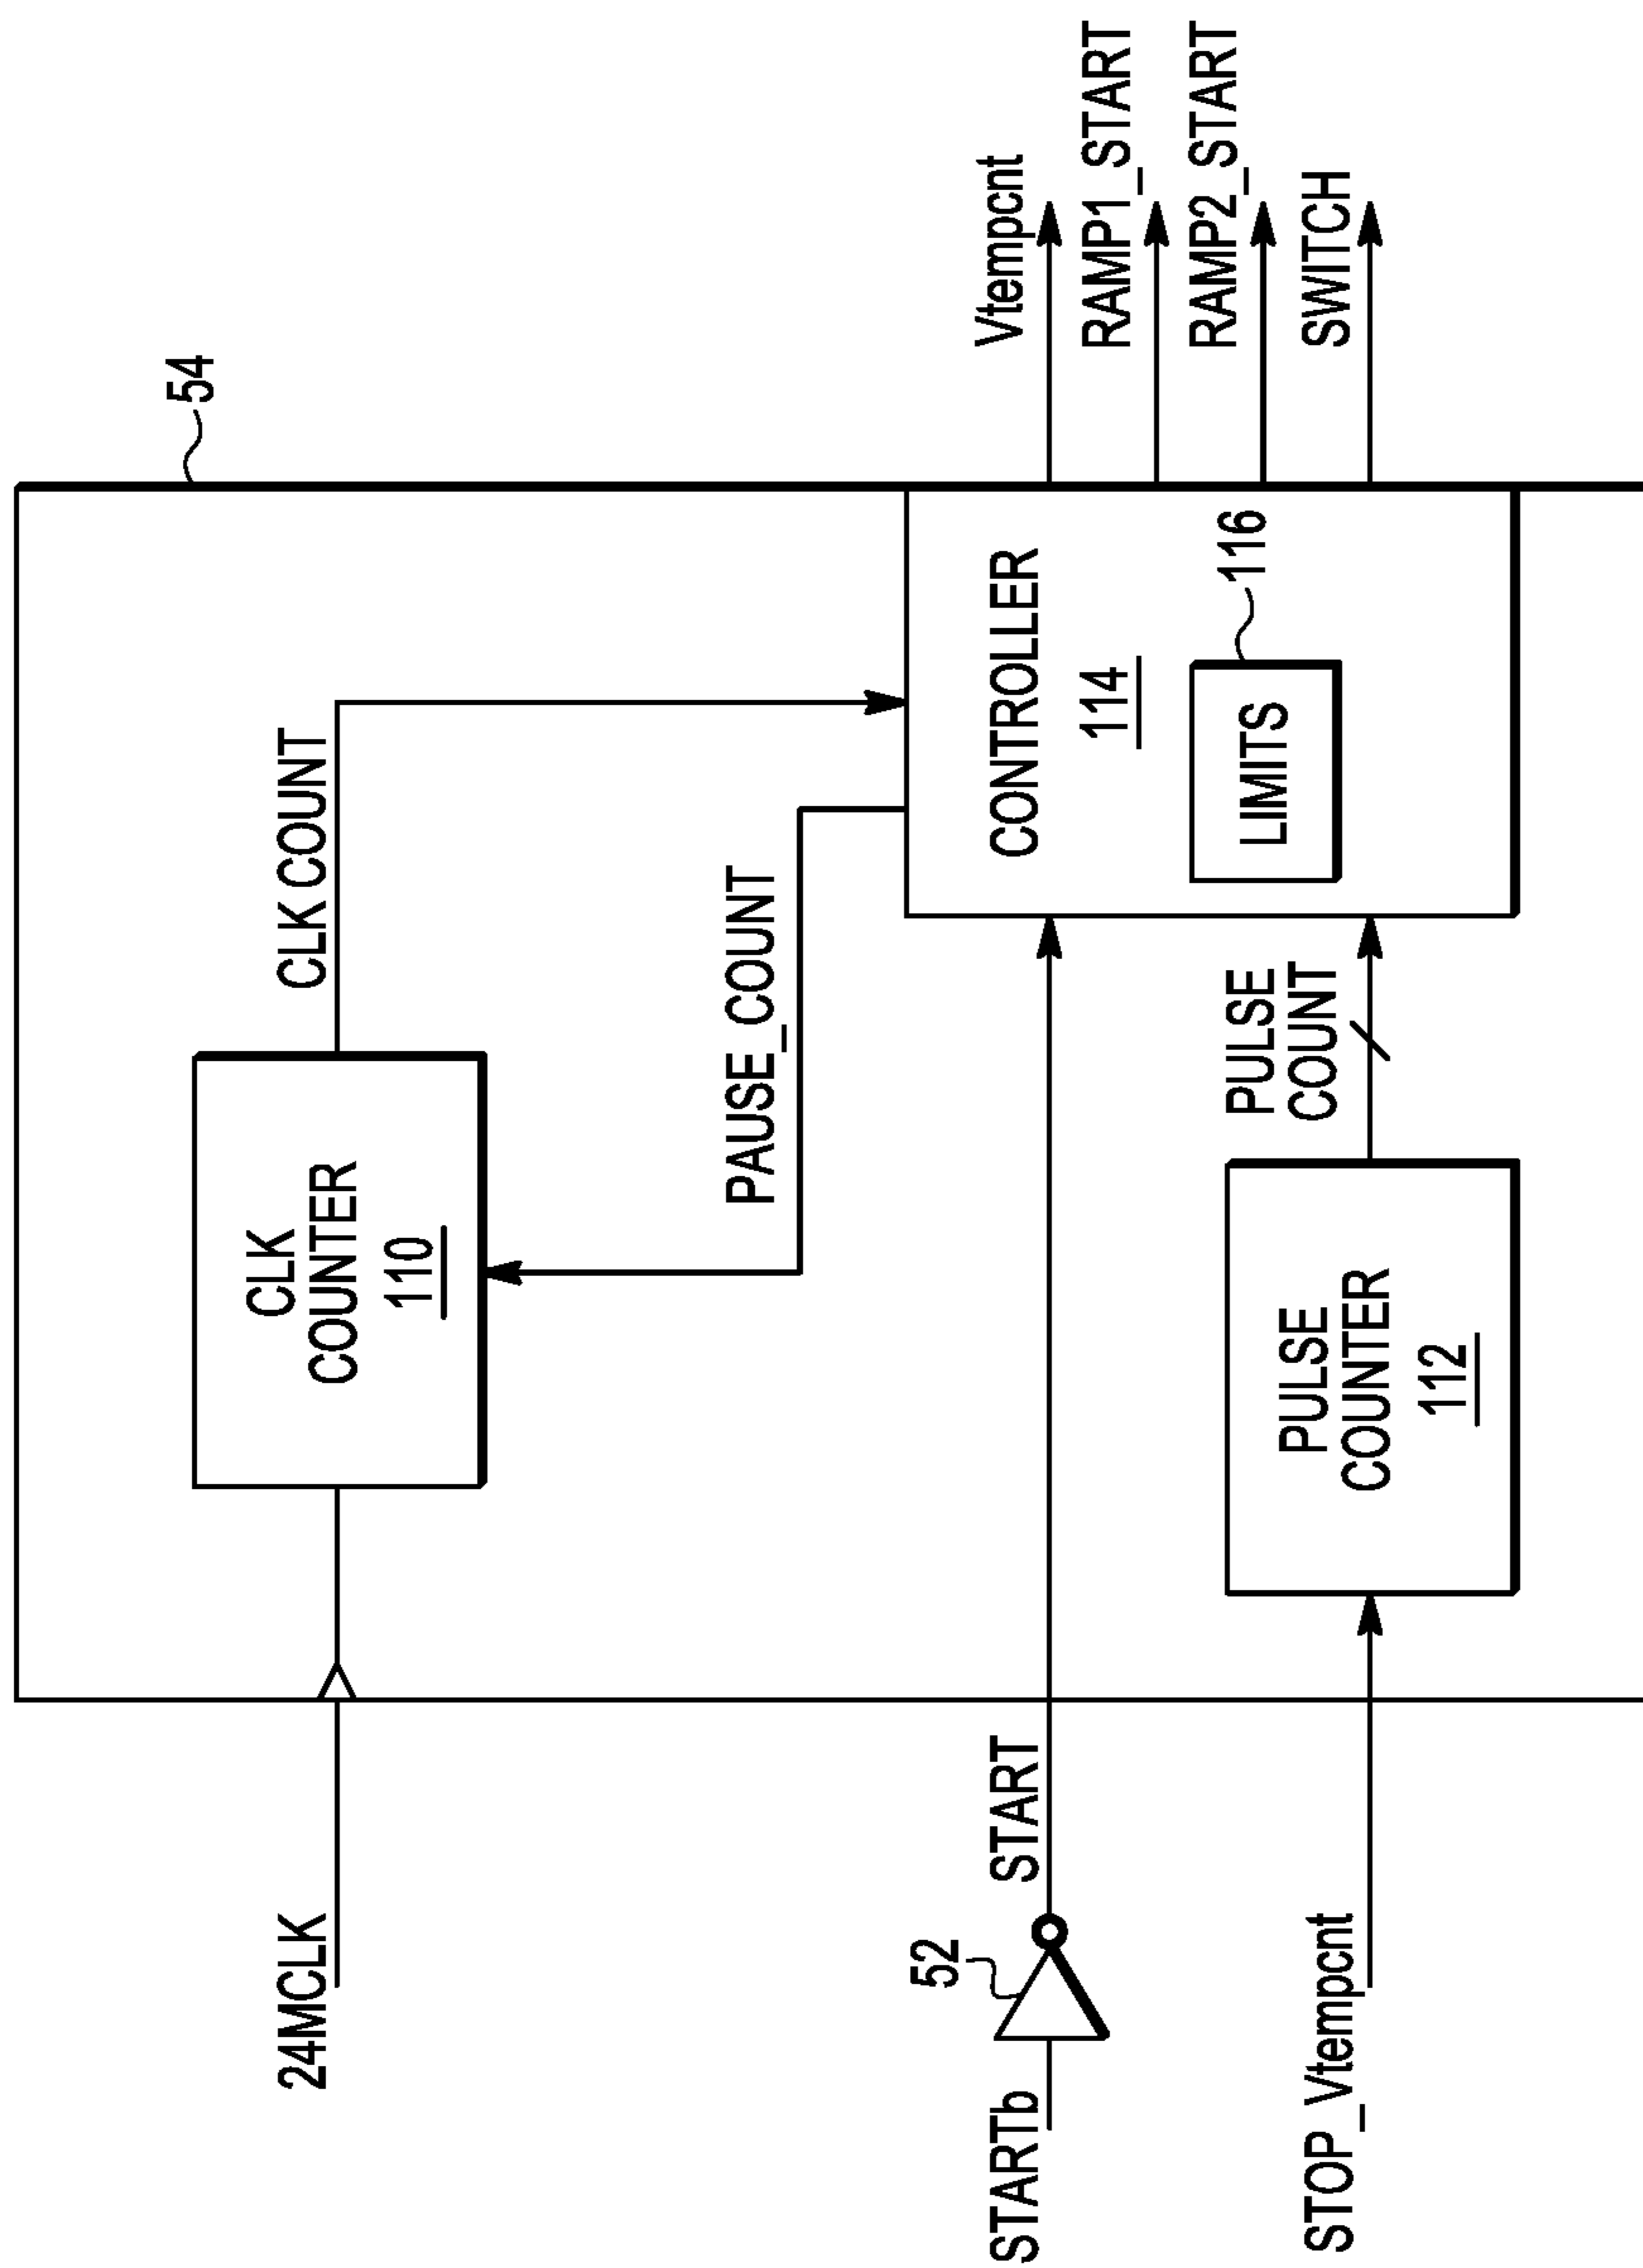 54
24MCLK
CLK
COUNTER
110
CLK COUNT
PAUSE_COUNT
STARTb
52
START
CONTROLLER
114
LIMITS
116
Vtempcnt
RAMP1_START
RAMP2_START
SWITCH
STOP_Vtempcnt
PULSE
COUNTER
112
PULSE
COUNT